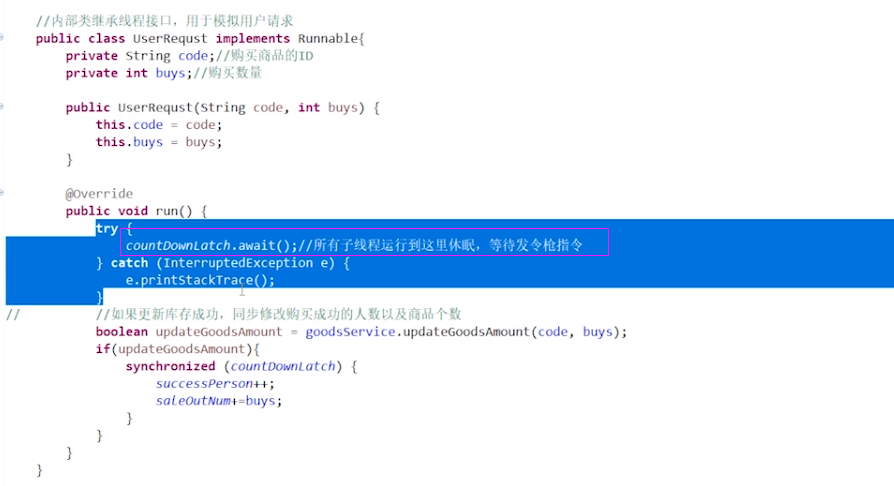 //内部类继承线程接口，用于模拟用户请求
public class UserRequst implements Runnable{
private String code;//购买商品的ID
private int buys;//购买数量
public UserRequst(String code, int buys) {
this.code = code;
this.buys = buys;
}
@Override
public void run() {
try {
countDownLatch.await();//所有子线程运行到这里休眠，等待发令枪指令
} catch (InterruptedException e) {
e.printStackTrace();
}
// //如果更新库存成功，同步修改购买成功的人数以及商品个数
boolean updateGoodsAmount = goodsService.updateGoodsAmount(code, buys);
if(updateGoodsAmount){
synchronized (countDownLatch) {
successPerson++;
saleOutNum+=buys;
}
}
}
}